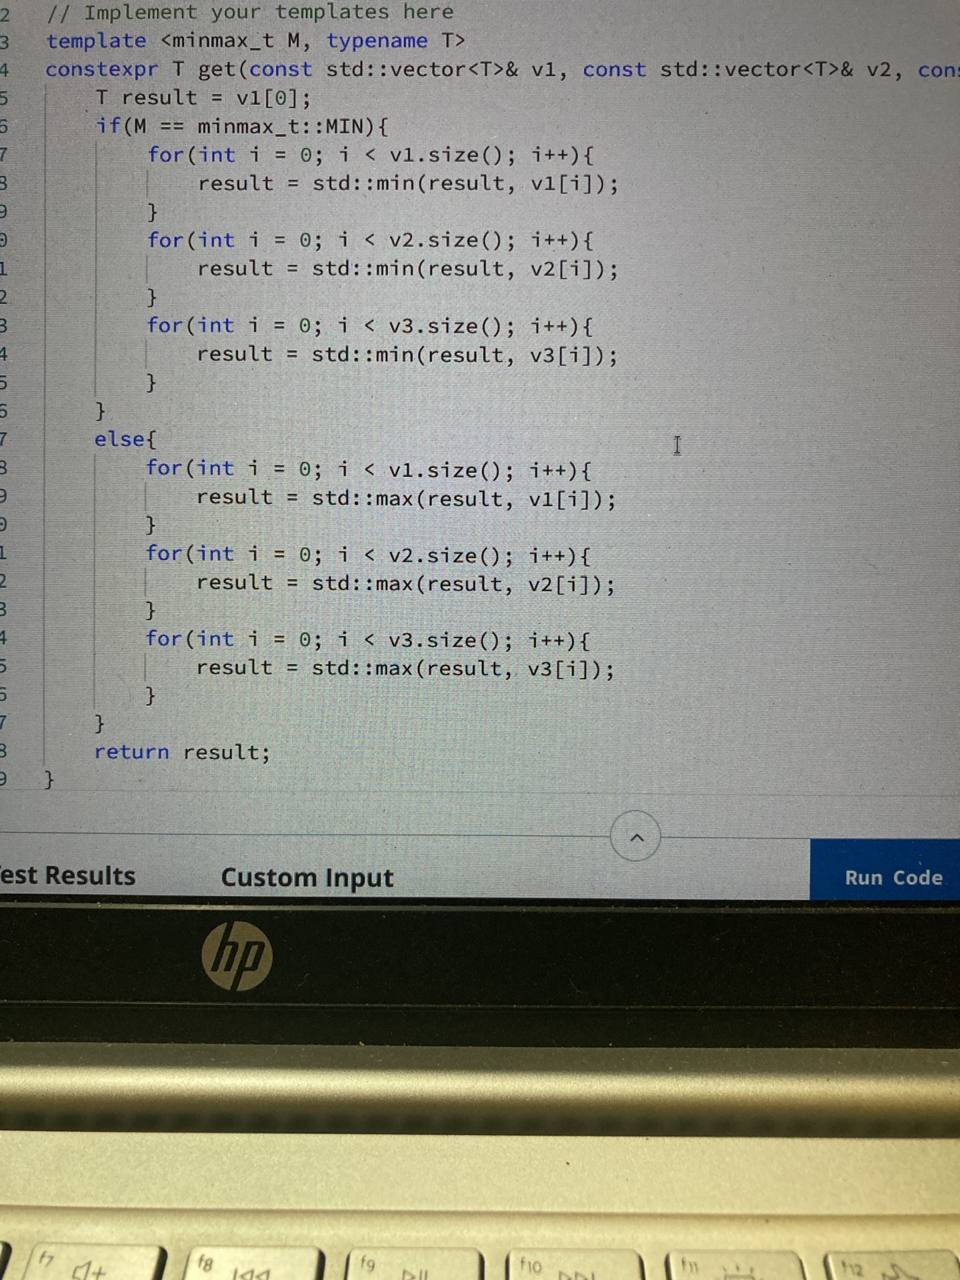 2 // Implement your templates here
3 template <minmax_t M, typename T>
4 constexpr T get(const std::vector<T>& v1, const std::vector<T>& v2, cons
5 T result = v1[0];
6 if(M == minmax_t::MIN){
7 for(int i = 0; i < v1.size(); i++){
8 result = std::min(result, v1[i]);
9 }
0 for(int i = 0; i < v2.size(); i++){
1 result = std::min(result, v2[i]);
2 }
3 for(int i = 0; i < v3.size(); i++){
4 result = std::min(result, v3[i]);
5 }
6 }
7 else{
8 for(int i = 0; i < v1.size(); i++){
9 result = std::max(result, v1[i]);
0 }
1 for(int i = 0; i < v2.size(); i++){
2 result = std::max(result, v2[i]);
3 }
4 for(int i = 0; i < v3.size(); i++){
5 result = std::max(result, v3[i]);
6 }
7 }
8 return result;
9 }
est Results Custom Input Run Code
hp
f7 f8 f9 f10 f11 f12